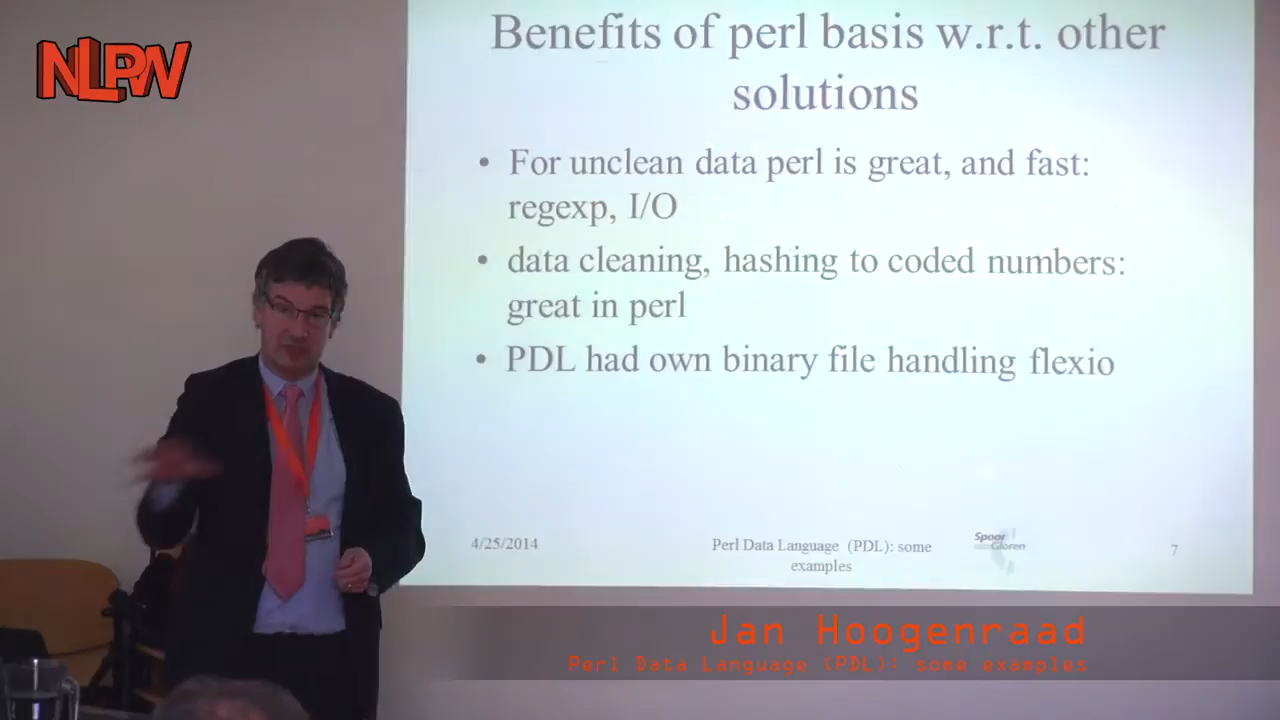 NLPW
Benefits of perl basis w.r.t. other
solutions
• For unclean data perl is great, and fast:
regexp, I/O
• data cleaning, hashing to coded numbers:
great in perl
• PDL had own binary file handling flexio
4/25/2014
Perl Data Language (PDL): some
examples
Spoor
Gloren
7
Jan Hoogenraad
Perl Data Language (PDL): some examples